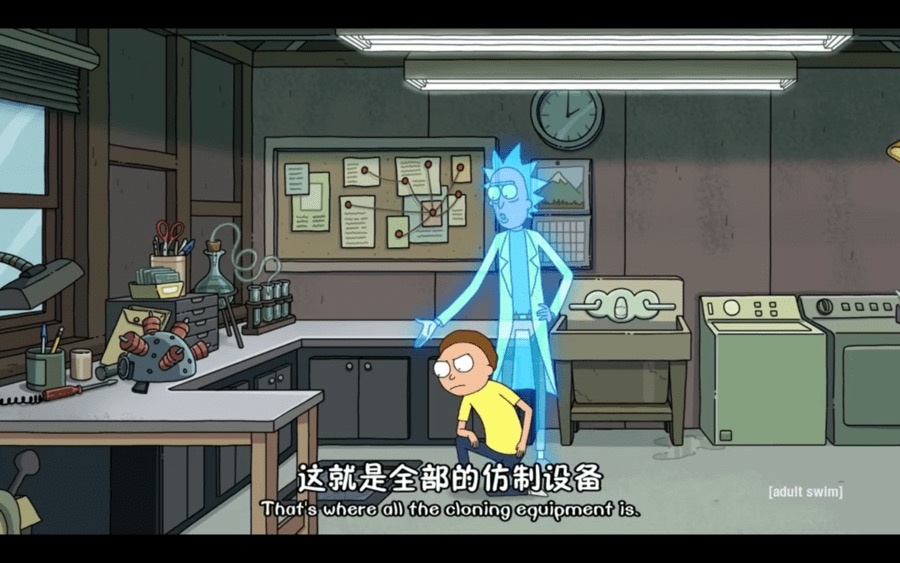 这就是全部的仿制设备
That's where all the cloning equipment is.
[adult swim]